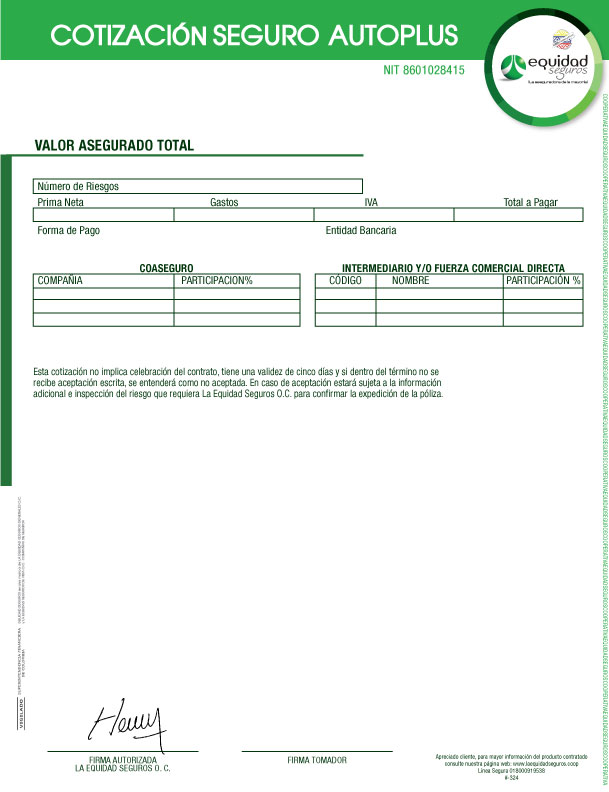 COTIZACIÓN SEGURO AUTOPLUS
equidad
seguros
La aseguradora de la mayoría!
NIT 8601028415
VALOR ASEGURADO TOTAL
Número de Riesgos
Prima Neta Gastos IVA Total a Pagar
Forma de Pago Entidad Bancaria
COASEGURO
COMPAÑIA PARTICIPACION%
INTERMEDIARIO Y/O FUERZA COMERCIAL DIRECTA
CÓDIGO NOMBRE PARTICIPACIÓN %
Esta cotización no implica celebración del contrato, tiene una validez de cinco días y si dentro del término no se
recibe aceptación escrita, se entenderá como no aceptada. En caso de aceptación estará sujeta a la información
adicional e inspección del riesgo que requiera La Equidad Seguros O.C. para confirmar la expedición de la póliza.
VIGILADO
SUPERINTENDENCIA FINANCIERA
DE COLOMBIA
Henry
FIRMA AUTORIZADA
LA EQUIDAD SEGUROS O. C.
FIRMA TOMADOR
Apreciado cliente, para mayor información del producto contratado
consulte nuestra página web: www.laequidadseguros.coop
Línea Segura 018000919538
#-324